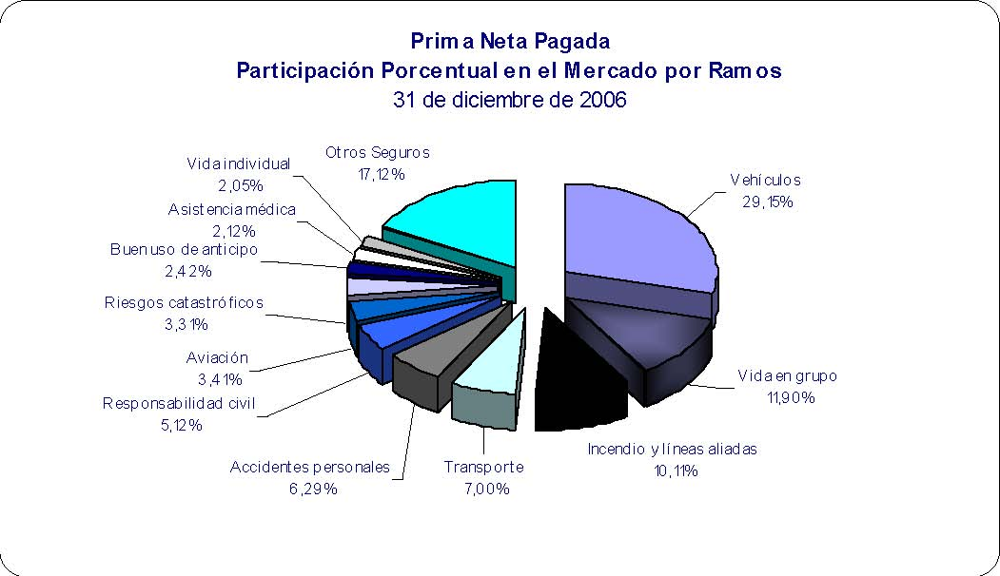 Prima Neta Pagada
Participación Porcentual en el Mercado por Ramos
31 de diciembre de 2006
Otros Seguros
17,12%
Vida individual
2,05%
Asistencia médica
2,12%
Buen uso de anticipo
2,42%
Riesgos catastróficos
3,31%
Aviación
3,41%
Responsabilidad civil
5,12%
Accidentes personales
6,29%
Transporte
7,00%
Incendio y líneas aliadas
10,11%
Vida en grupo
11,90%
Vehículos
29,15%